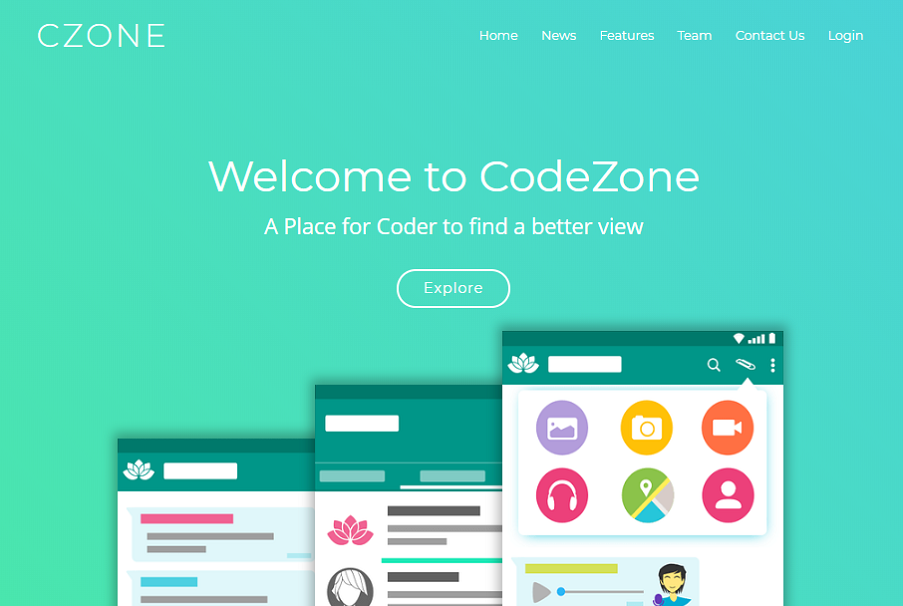 CZONE
Home News Features Team Contact Us Login
Welcome to CodeZone
A Place for Coder to find a better view
Explore